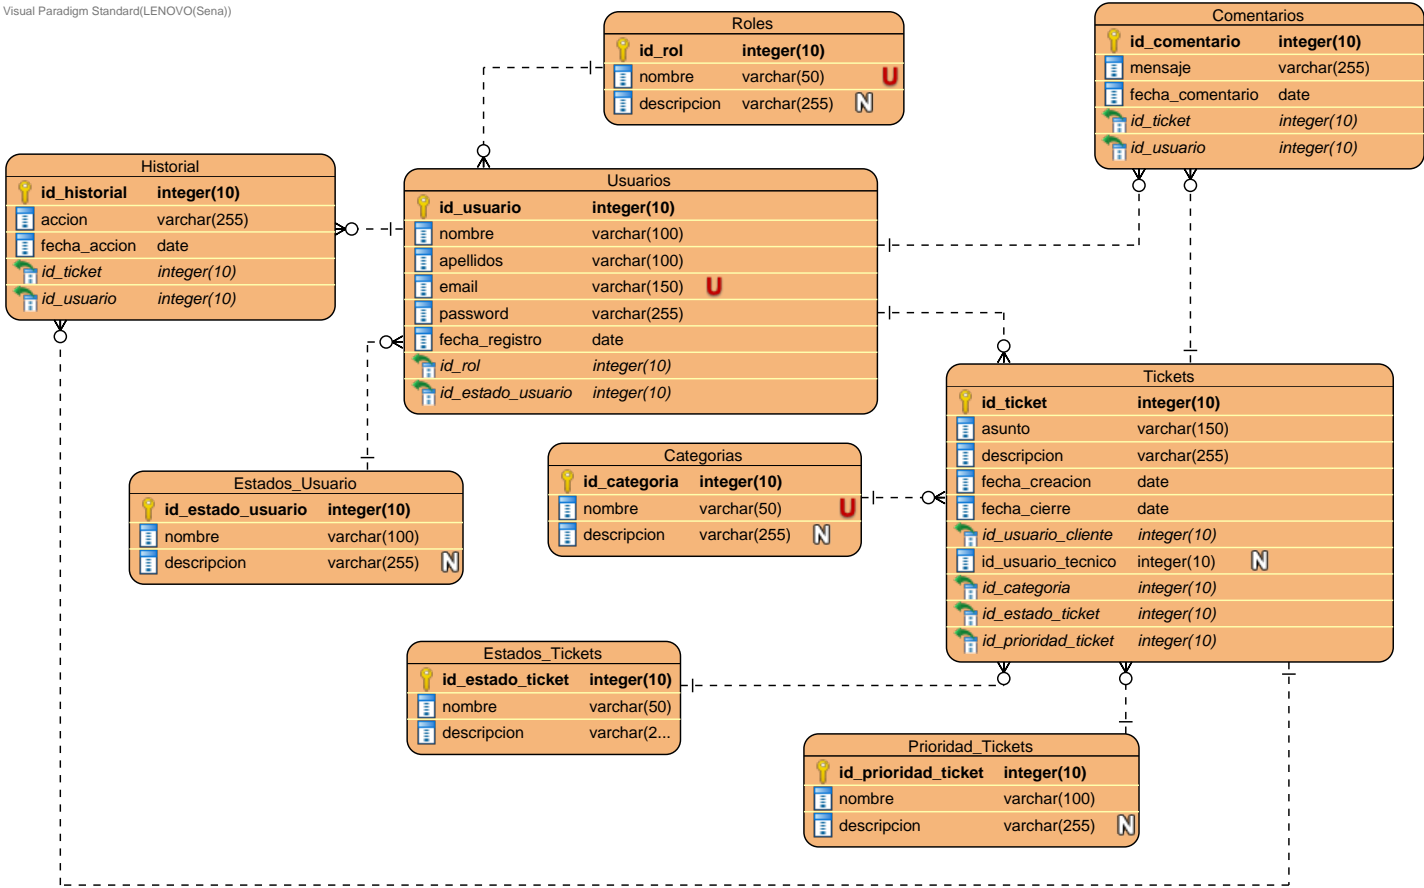 Visual Paradigm Standard(LENOVO(Sena))
Roles
id_rol integer(10)
nombre varchar(50) U
descripcion varchar(255) N
Comentarios
id_comentario integer(10)
mensaje varchar(255)
fecha_comentario date
id_ticket integer(10)
id_usuario integer(10)
Historial
id_historial integer(10)
accion varchar(255)
fecha_accion date
id_ticket integer(10)
id_usuario integer(10)
Usuarios
id_usuario integer(10)
nombre varchar(100)
apellidos varchar(100)
email varchar(150) U
password varchar(255)
fecha_registro date
id_rol integer(10)
id_estado_usuario integer(10)
Tickets
id_ticket integer(10)
asunto varchar(150)
descripcion varchar(255)
fecha_creacion date
fecha_cierre date
id_usuario_cliente integer(10)
id_usuario_tecnico integer(10) N
id_categoria integer(10)
id_estado_ticket integer(10)
id_prioridad_ticket integer(10)
Categorias
id_categoria integer(10)
nombre varchar(50) U
descripcion varchar(255) N
Estados_Usuario
id_estado_usuario integer(10)
nombre varchar(100)
descripcion varchar(255) N
Estados_Tickets
id_estado_ticket integer(10)
nombre varchar(50)
descripcion varchar(2...
Prioridad_Tickets
id_prioridad_ticket integer(10)
nombre varchar(100)
descripcion varchar(255) N